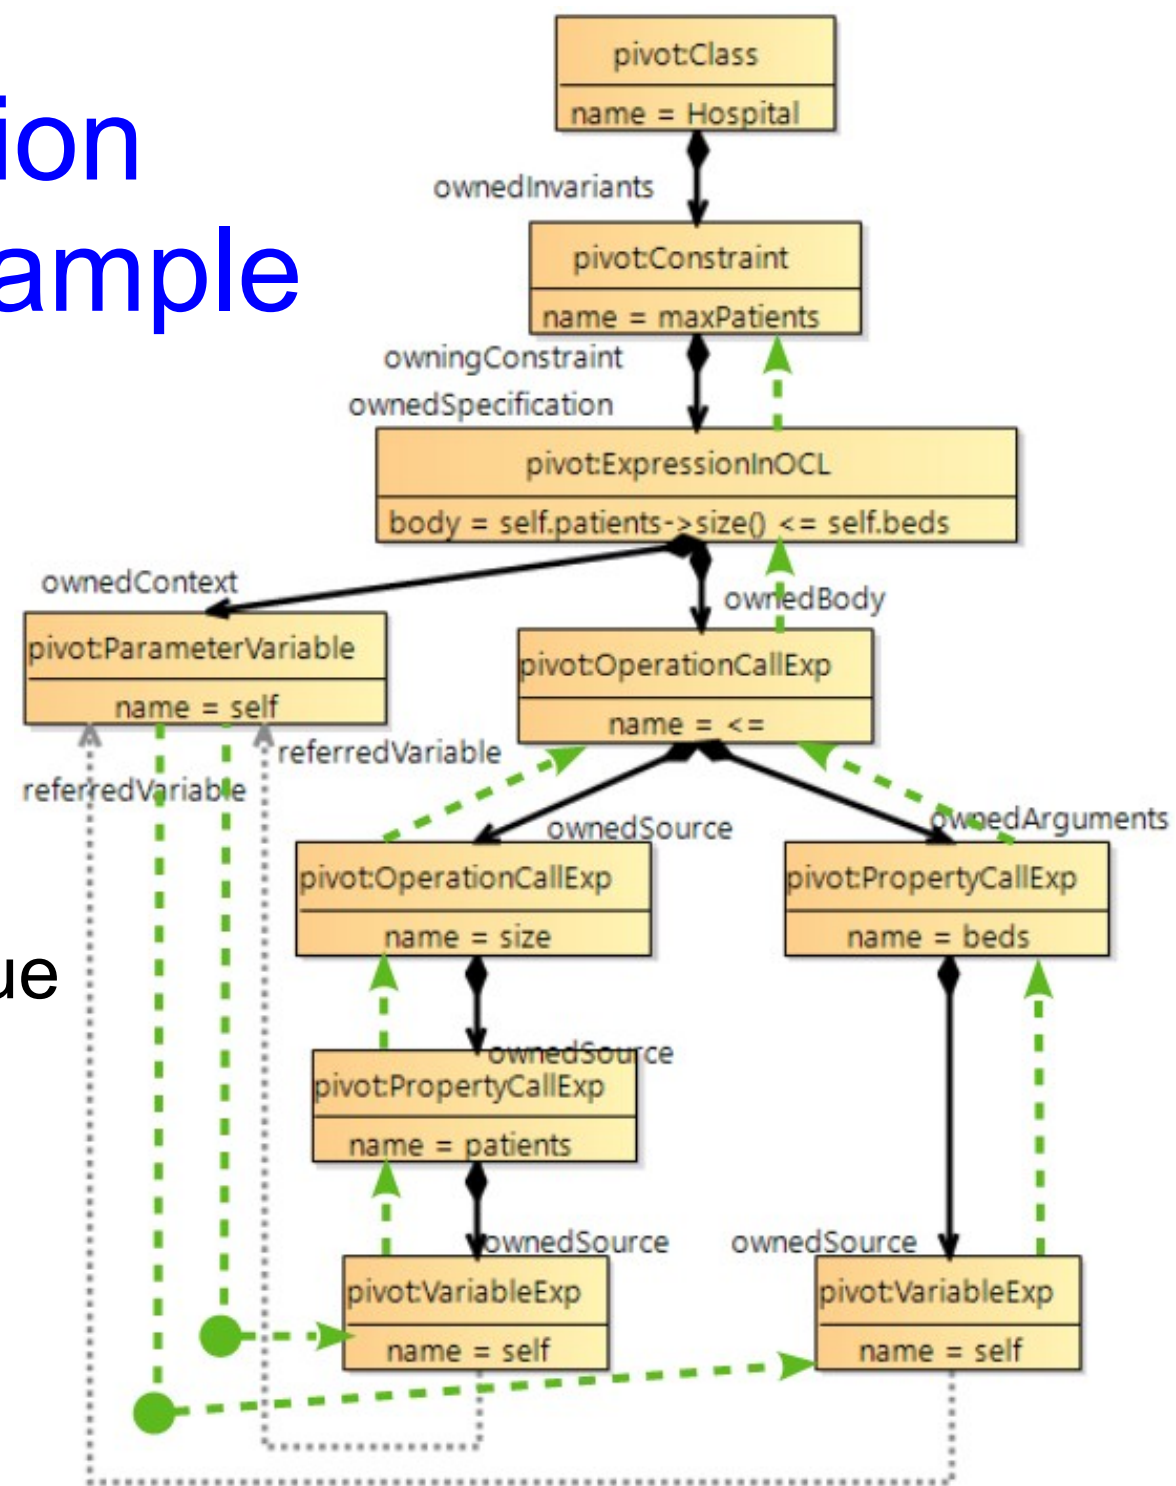 ion
ample
ue
pivot:Class
name = Hospital
ownedInvariants
pivot:Constraint
name = maxPatients
owningConstraint
ownedSpecification
pivot:ExpressionInOCL
body = self.patients->size() <= self.beds
ownedContext
ownedBody
pivot:ParameterVariable
name = self
pivot:OperationCallExp
name = <=
referredVariable
referredVariable
ownedSource
ownedArguments
pivot:OperationCallExp
name = size
pivot:PropertyCallExp
name = beds
ownedSource
pivot:PropertyCallExp
name = patients
ownedSource
ownedSource
pivot:VariableExp
name = self
pivot:VariableExp
name = self